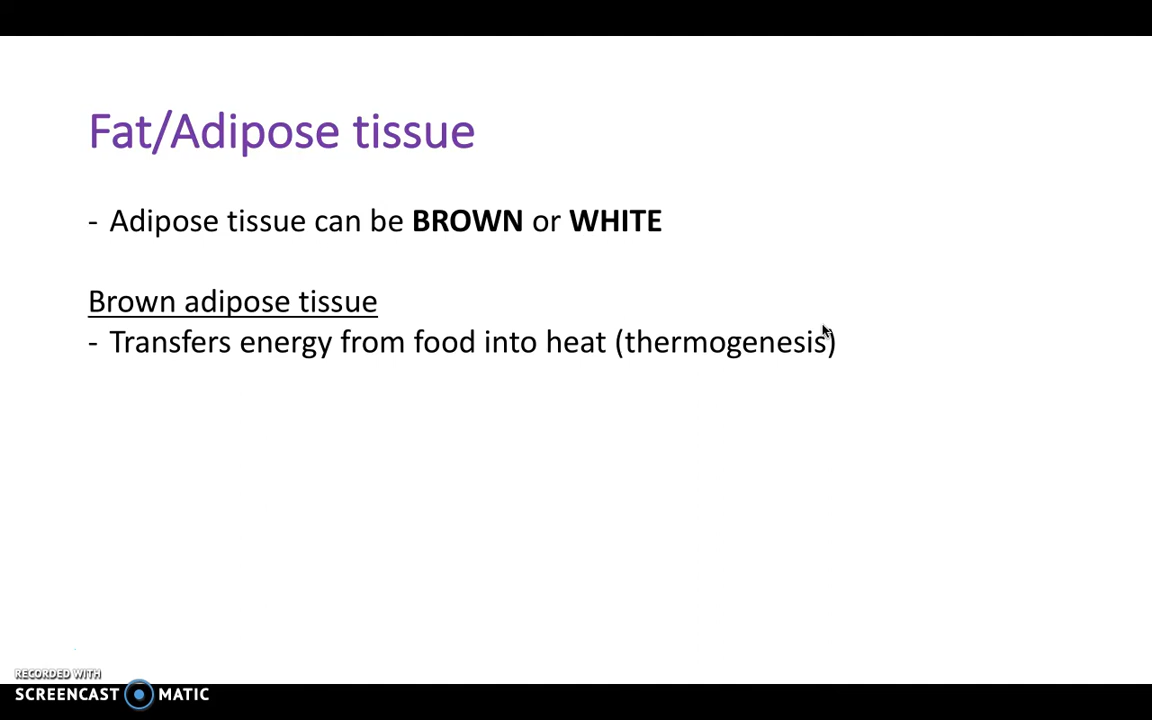 Fat/Adipose tissue
- Adipose tissue can be BROWN or WHITE
Brown adipose tissue
- Transfers energy from food into heat (thermogenesis)
RECORDED WITH
SCREENCAST MATIC